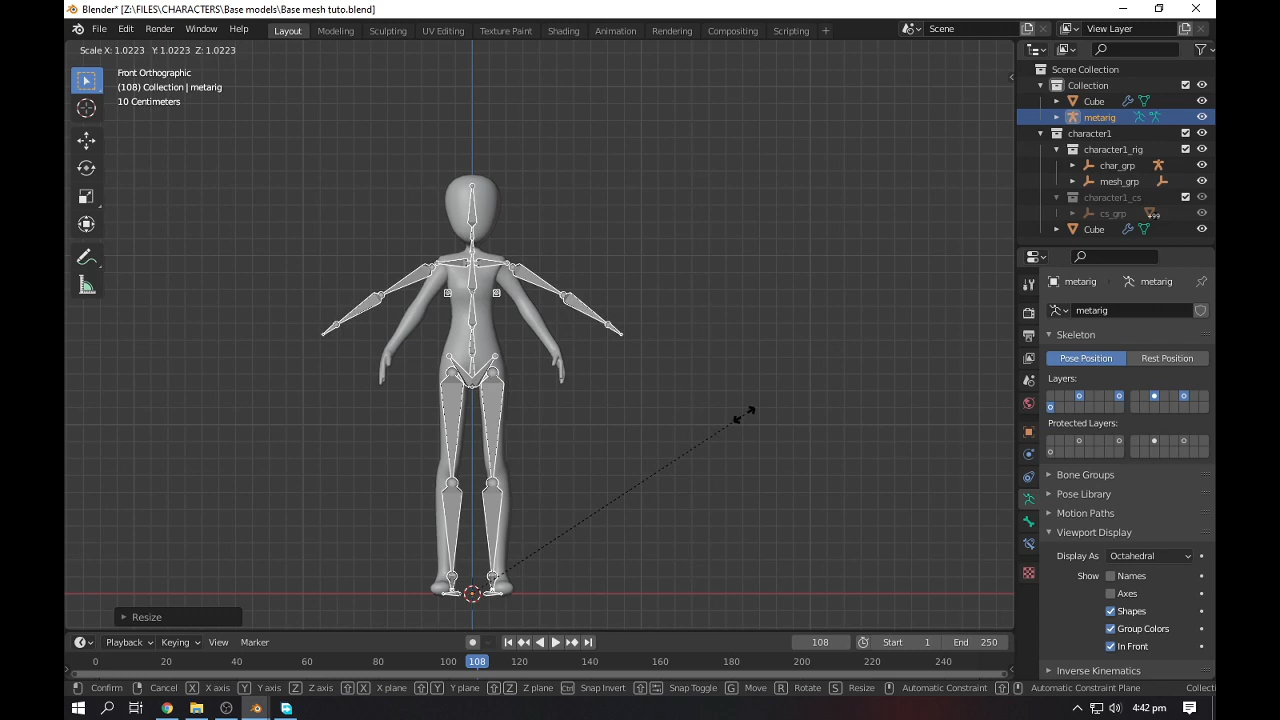 Blender* [Z:\FILES\CHARACTERS\Base models\Base mesh tuto.blend]
File Edit Render Window Help Layout Modeling Sculpting UV Editing Texture Paint Shading Animation Rendering Compositing Scripting + Scene View Layer
Scale X: 1.0223 Y: 1.0223 Z: 1.0223
Front Orthographic
(108) Collection | metarig
10 Centimeters
Scene Collection
Collection
Cube
metarig
character1
character1_rig
char_grp
mesh_grp
character1_cs
cs_grp
Cube
metarig metarig
metarig
Skeleton
Pose Position Rest Position
Layers:
Protected Layers:
Bone Groups
Pose Library
Motion Paths
Viewport Display
Display As Octahedral
Show Names
Axes
Shapes
Group Colors
In Front
Inverse Kinematics
Resize
Playback Keying View Marker 108 Start 1 End 250
0 20 40 60 80 100 108 120 140 160 180 200 220 240
Confirm Cancel X X axis Y Y axis Z Z axis X X plane Y Y plane Z Z plane Ctrl Snap Invert Snap Toggle G Move R Rotate S Resize Automatic Constraint Automatic Constraint Plane Collecti
4:42 pm